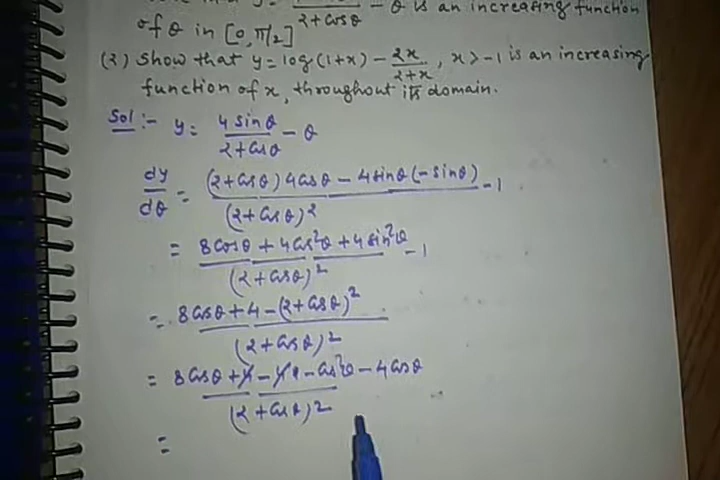 y = - θ is an increasing function
of θ in [0, π/2]
2+cosθ
(2) Show that y = log(1+x) - 2x/2+x, x > -1 is an increasing
function of x, throughout its domain.
Sol :- y = 4 sinθ/2+cosθ - θ
dy/dθ = (2+cosθ) 4cosθ - 4sinθ(-sinθ)/(2+cosθ)² - 1
= 8cosθ + 4cos²θ + 4sin²θ/(2+cosθ)² - 1
= 8cosθ + 4 - (2+cosθ)²/(2+cosθ)²
= 8cosθ + 4 - 4 - cos²θ - 4cosθ/(2+cosθ)²
=